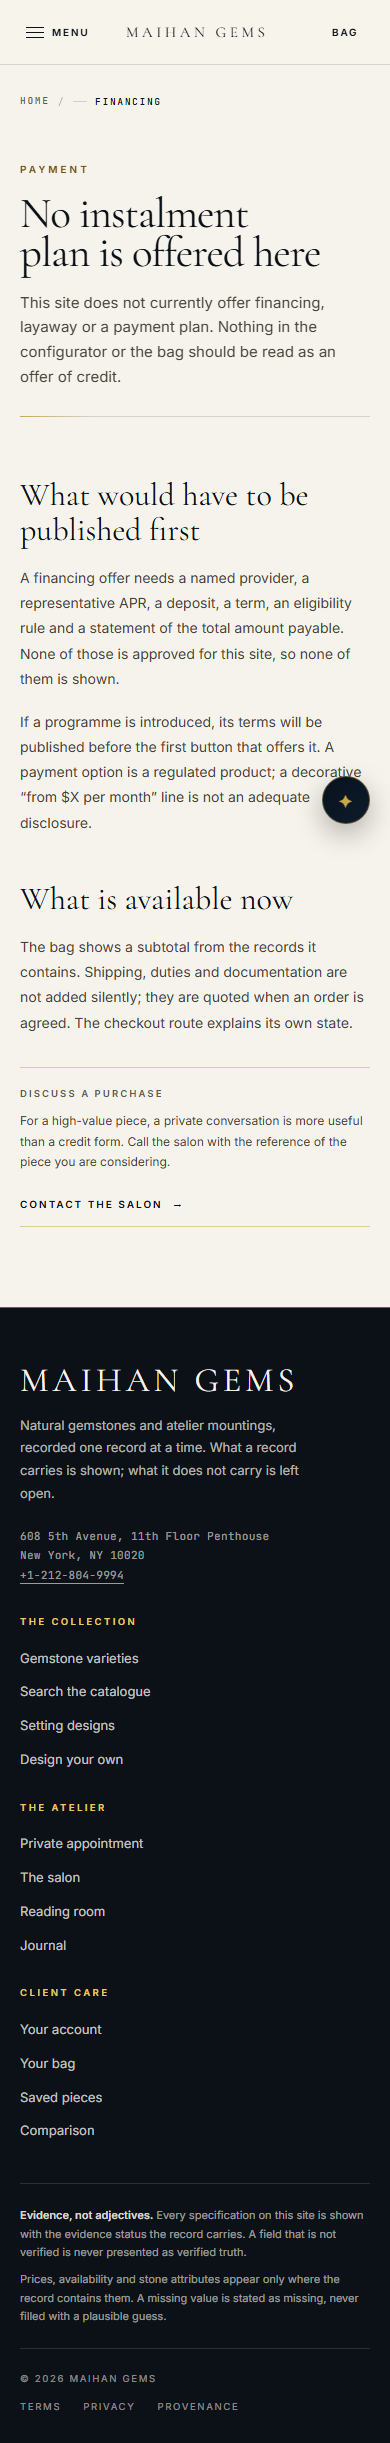 MENU
MAIHAN GEMS
BAG
HOME / — FINANCING
PAYMENT
No instalment
plan is offered here
This site does not currently offer financing,
layaway or a payment plan. Nothing in the
configurator or the bag should be read as an
offer of credit.
What would have to be
published first
A financing offer needs a named provider, a
representative APR, a deposit, a term, an eligibility
rule and a statement of the total amount payable.
None of those is approved for this site, so none of
them is shown.
If a programme is introduced, its terms will be
published before the first button that offers it. A
payment option is a regulated product; a decorative
“from $X per month” line is not an adequate
disclosure.
What is available now
The bag shows a subtotal from the records it
contains. Shipping, duties and documentation are
not added silently; they are quoted when an order is
agreed. The checkout route explains its own state.
DISCUSS A PURCHASE
For a high-value piece, a private conversation is more useful
than a credit form. Call the salon with the reference of the
piece you are considering.
CONTACT THE SALON →
MAIHAN GEMS
Natural gemstones and atelier mountings,
recorded one record at a time. What a record
carries is shown; what it does not carry is left
open.
608 5th Avenue, 11th Floor Penthouse
New York, NY 10020
+1-212-804-9994
THE COLLECTION
Gemstone varieties
Search the catalogue
Setting designs
Design your own
THE ATELIER
Private appointment
The salon
Reading room
Journal
CLIENT CARE
Your account
Your bag
Saved pieces
Comparison
Evidence, not adjectives. Every specification on this site is shown
with the evidence status the record carries. A field that is not
verified is never presented as verified truth.
Prices, availability and stone attributes appear only where the
record contains them. A missing value is stated as missing, never
filled with a plausible guess.
© 2026 MAIHAN GEMS
TERMS PRIVACY PROVENANCE